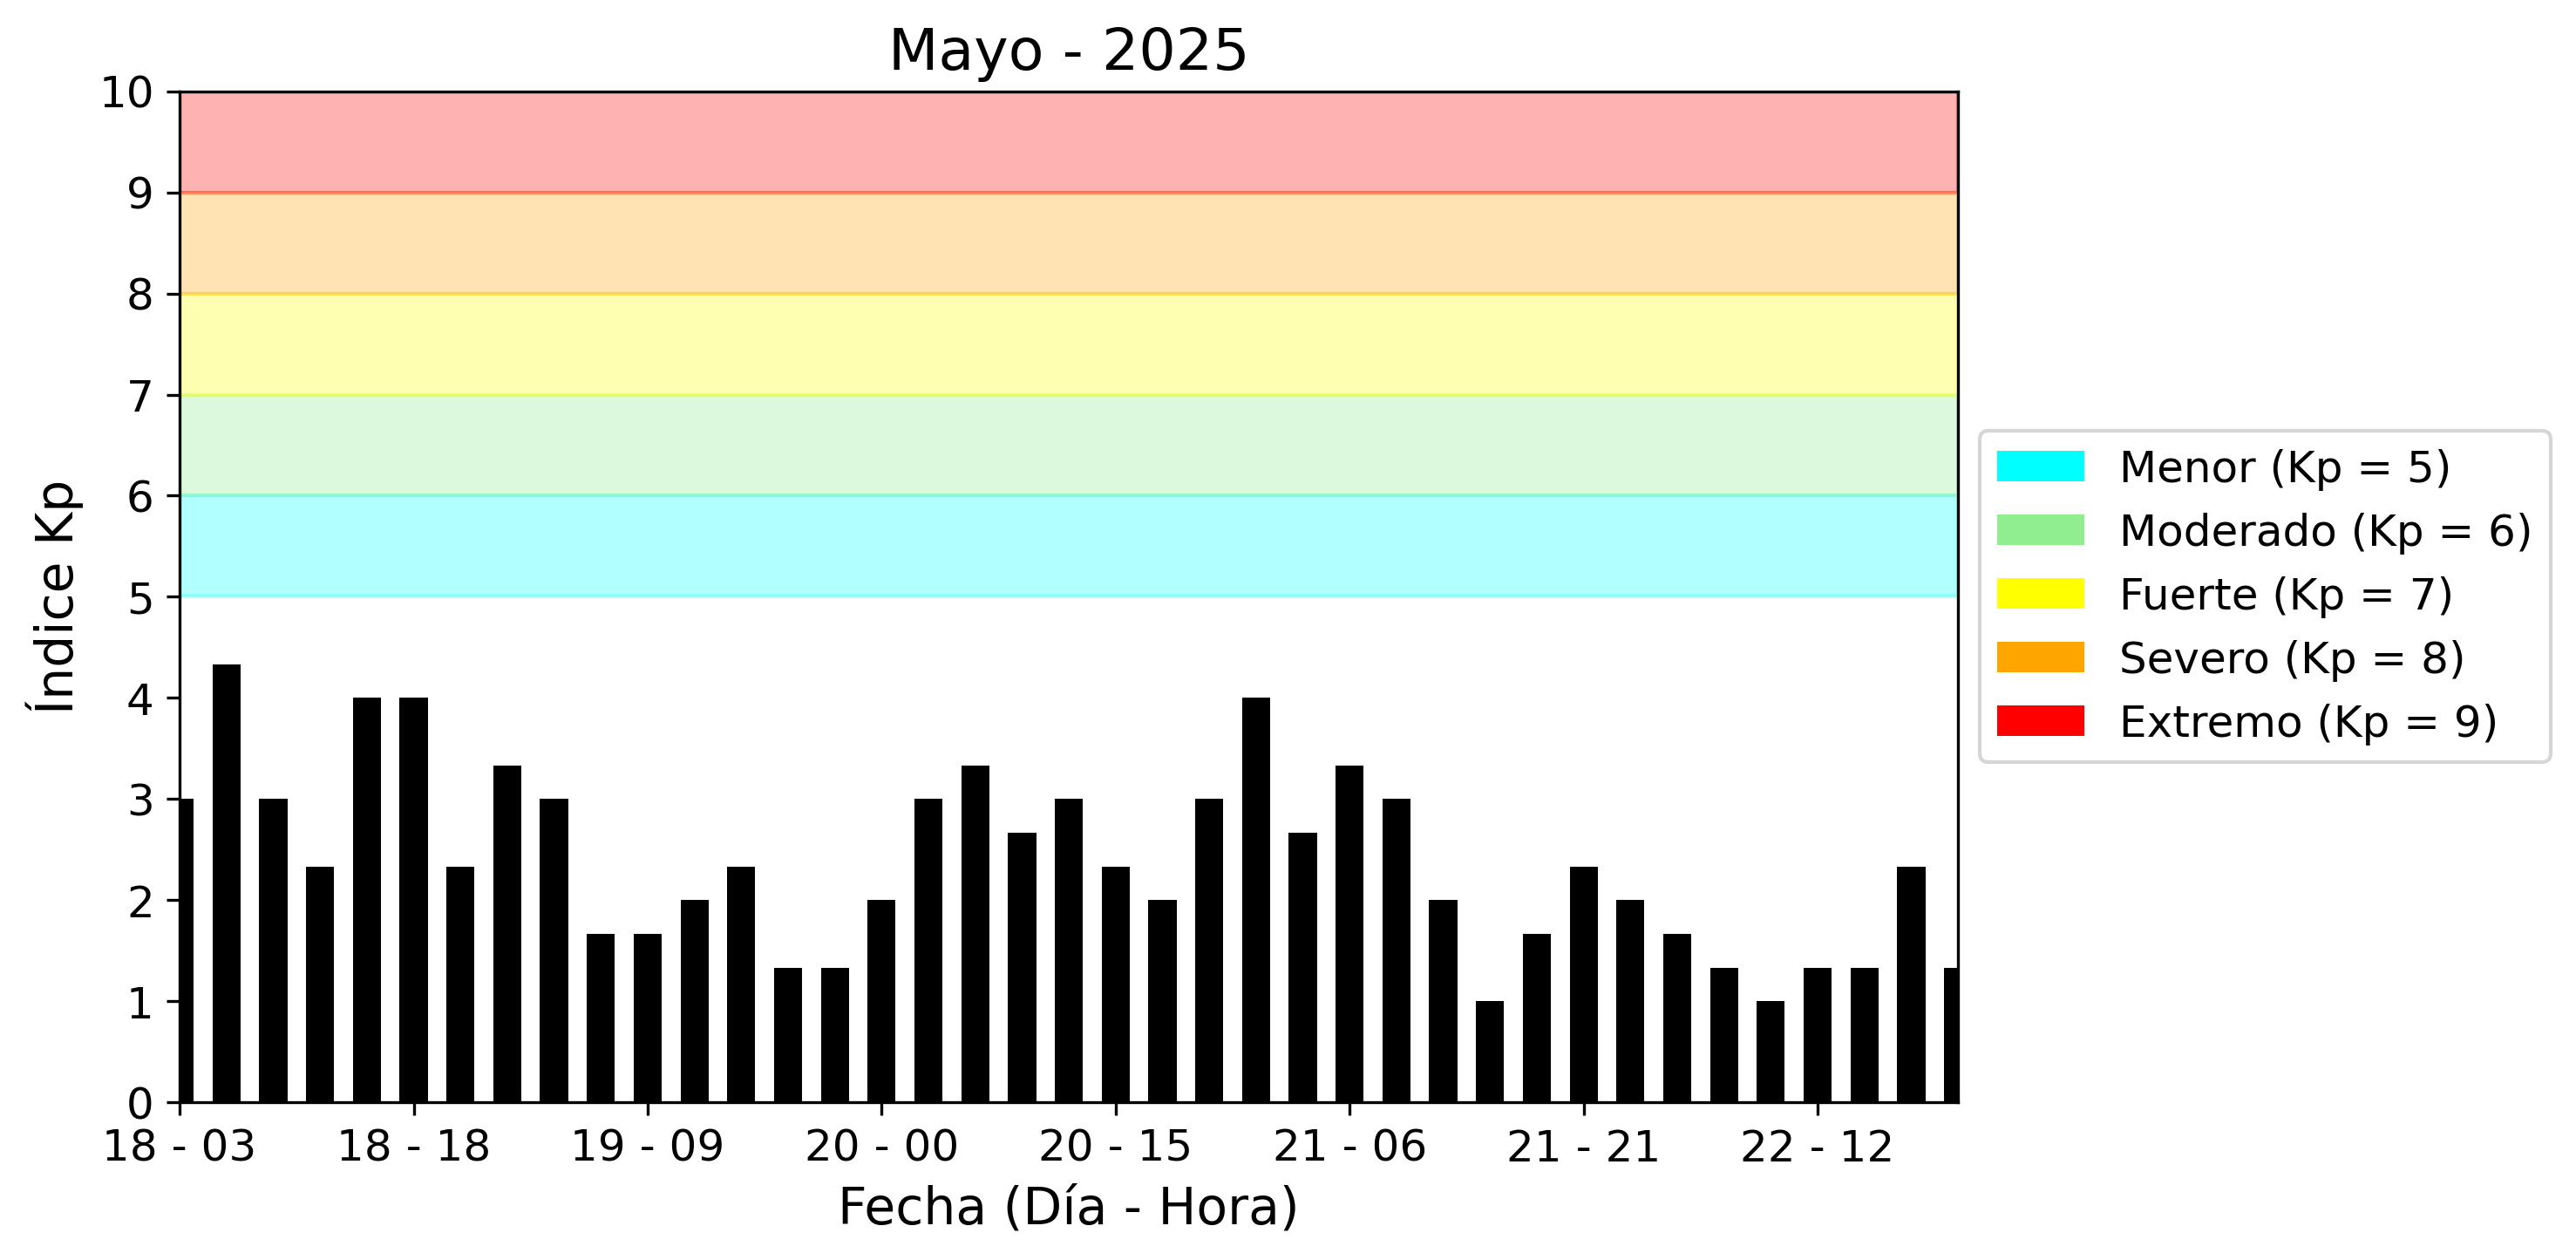 Mayo - 2025
10
9
8
7
6
5
4
3
2
1
0
Índice Kp
18 - 03
18 - 18
19 - 09
20 - 00
20 - 15
21 - 06
21 - 21
22 - 12
Fecha (Día - Hora)
Menor (Kp = 5)
Moderado (Kp = 6)
Fuerte (Kp = 7)
Severo (Kp = 8)
Extremo (Kp = 9)